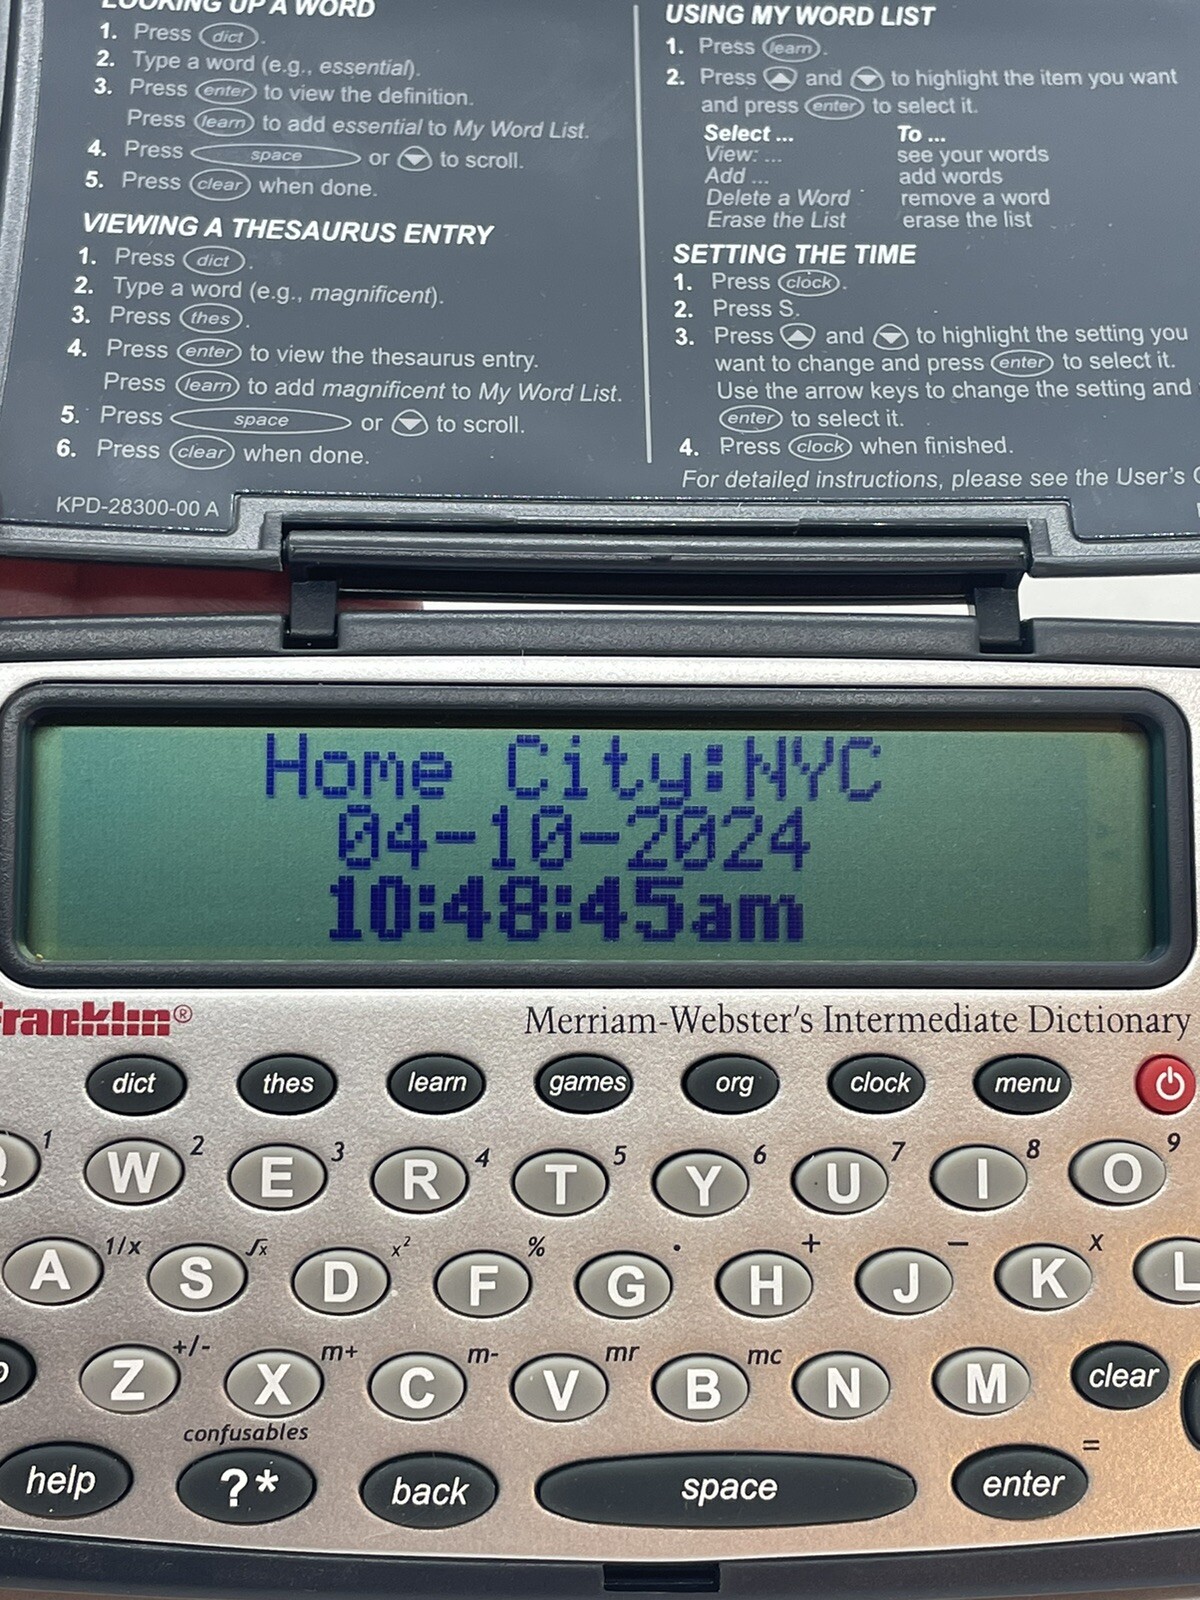 LOOKING UP A WORD
1. Press dict.
2. Type a word (e.g., essential).
3. Press enter to view the definition.
Press learn to add essential to My Word List.
4. Press space or to scroll.
5. Press clear when done.
VIEWING A THESAURUS ENTRY
1. Press dict.
2. Type a word (e.g., magnificent).
3. Press thes.
4. Press enter to view the thesaurus entry.
Press learn to add magnificent to My Word List.
5. Press space or to scroll.
6. Press clear when done.
KPD-28300-00 A
USING MY WORD LIST
1. Press learn.
2. Press and to highlight the item you want
and press enter to select it.
Select ... To ...
View: ... see your words
Add ... add words
Delete a Word remove a word
Erase the List erase the list
SETTING THE TIME
1. Press clock.
2. Press S.
3. Press and to highlight the setting you
want to change and press enter to select it.
Use the arrow keys to change the setting and
enter to select it.
4. Press clock when finished.
For detailed instructions, please see the User's
Home City:NYC
04-10-2024
10:48:45am
Franklin® Merriam-Webster's Intermediate Dictionary
dict thes learn games org clock menu
Q 1 W 2 E 3 R 4 T 5 Y 6 U 7 I 8 O 9
A 1/x S √x D x² F % G . H + J − K x L
Z +/- X m+ C m- V mr B mc N M clear
confusables
help ?* back space enter =